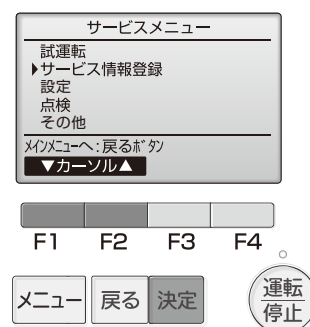 サービスメニュー
試運転
▶サービス情報登録
設定
点検
その他
ﾒｲﾝﾒﾆｭｰへ:戻るﾎﾞﾀﾝ
▼カーソル▲
F1 F2 F3 F4
メニュー 戻る 決定 運転
停止